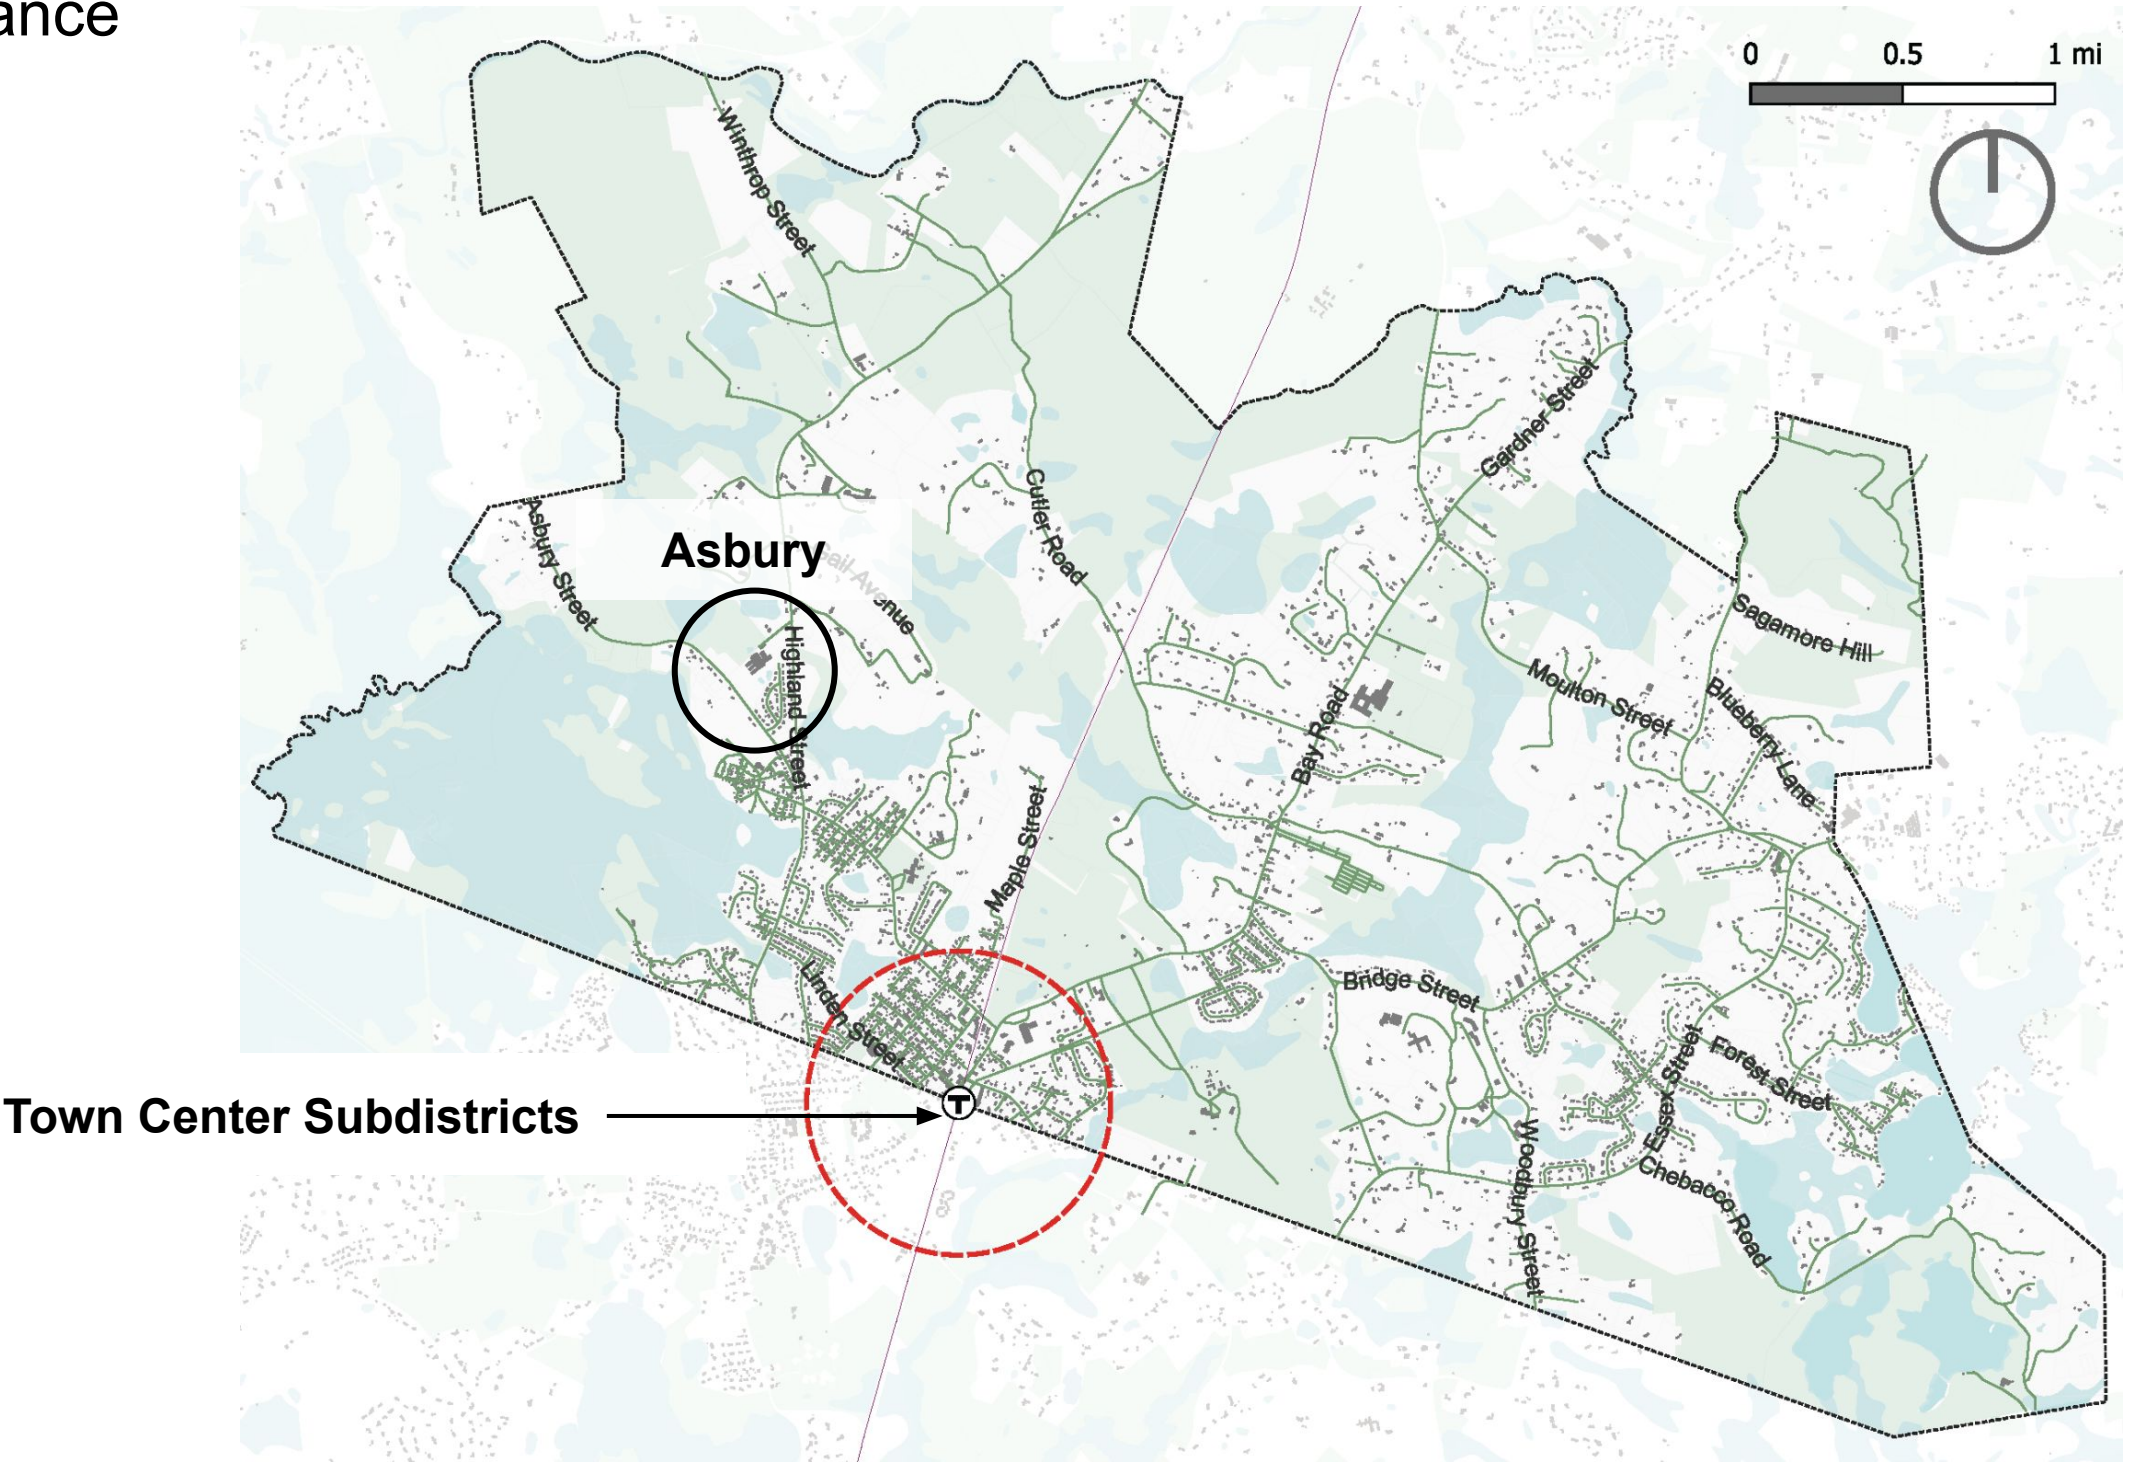 ance
0 0.5 1 mi
Winthrop Street
Gardner Street
Cutler Road
Asbury Street
Asbury
Gail Avenue
Highland Street
Sagamore Hill
Moulton Street
Blueberry Lane
Bay Road
Maple Street
Linden Street
Bridge Street
Forest Street
Essex Street
Woodbury Street
Chebacco Road
T
Town Center Subdistricts